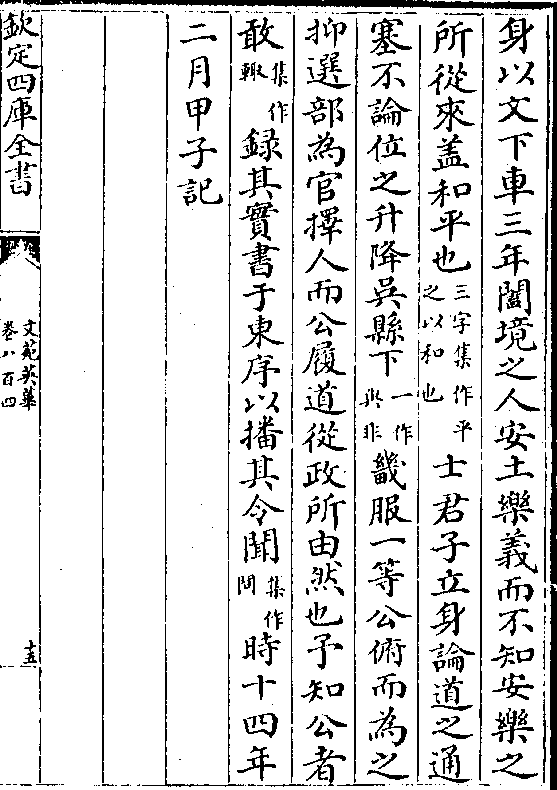 身以文下車三年闔境之人安土樂義而不知安樂之
所從來盖和平也三字集作平之以和也士君子立身論道之通
塞不論位之升降吳縣下一作與非畿服一等公俯而為之
抑選部為官擇人而公履道從政所由然也予知公者
敢集作輒錄其實書于東序以播其令聞集作問時十四年
二月甲子記
欽定四庫全書
文苑英華
卷八百四
十五